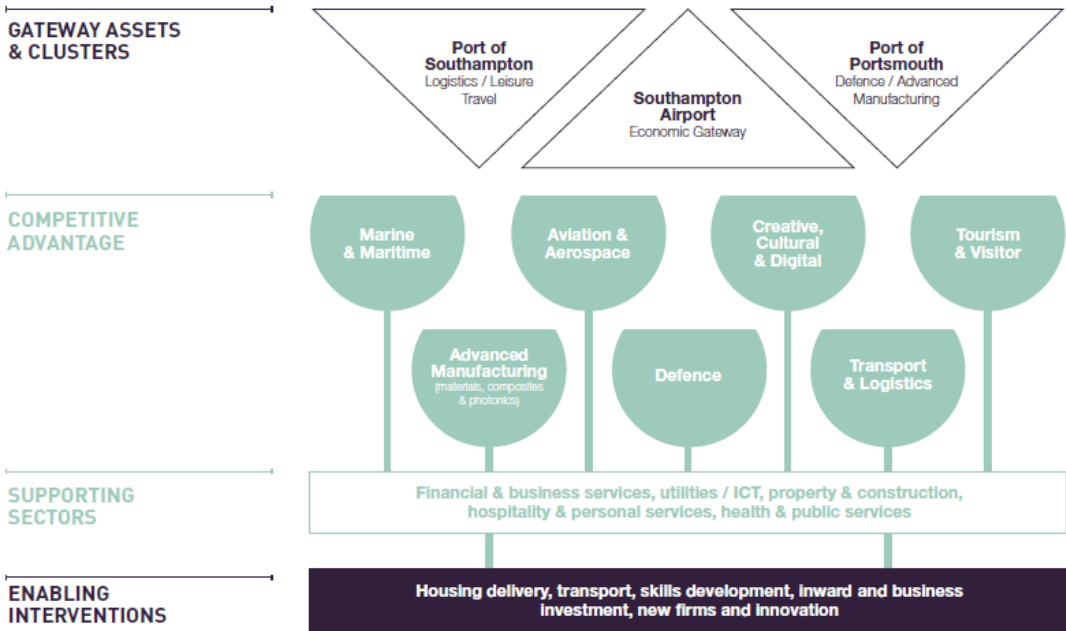 GATEWAY ASSETS
& CLUSTERS
Port of
Southampton
Logistics / Leisure
Travel
Southampton
Airport
Economic Gateway
Port of
Portsmouth
Defence / Advanced
Manufacturing
COMPETITIVE
ADVANTAGE
Marine
& Maritime
Aviation &
Aerospace
Creative,
Cultural
& Digital
Tourism
& Visitor
Advanced
Manufacturing
(materials, composites
& photonics)
Defence
Transport
& Logistics
SUPPORTING
SECTORS
Financial & business services, utilities / ICT, property & construction,
hospitality & personal services, health & public services
ENABLING
INTERVENTIONS
Housing delivery, transport, skills development, inward and business
investment, new firms and innovation